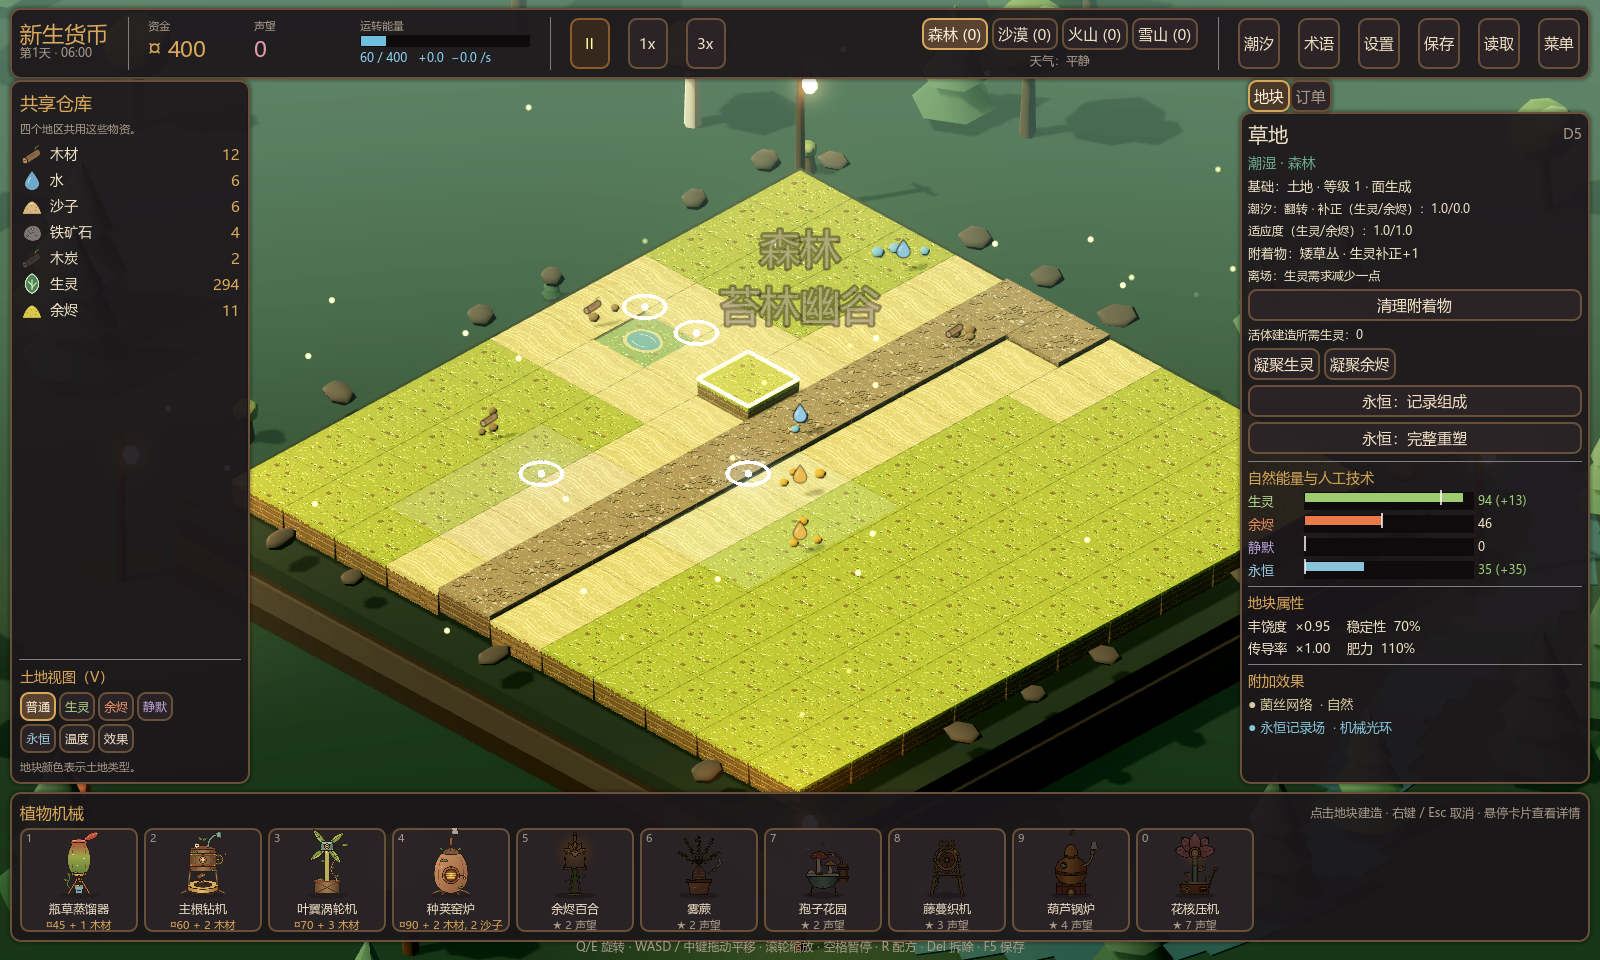 新生货币
第1天 · 06:00
资金
¤ 400
声望
0
运转能量
60 / 400 +0.0 −0.0 /s
II
1x
3x
森林 (0)
沙漠 (0)
火山 (0)
雪山 (0)
天气：平静
潮汐
术语
设置
保存
读取
菜单
共享仓库
四个地区共用这些物资。
木材 12
水 6
沙子 6
铁矿石 4
木炭 2
生灵 294
余烬 11
土地视图（V）
普通
生灵
余烬
静默
永恒
温度
效果
地块颜色表示土地类型。
森林
苔林幽谷
地块
订单
草地 D5
潮湿 · 森林
基础：土地 · 等级 1 · 面生成
潮汐：翻转 · 补正（生灵/余烬）：1.0/0.0
适应度（生灵/余烬）：1.0/1.0
附着物：矮草丛 · 生灵补正+1
离场：生灵需求减少一点
清理附着物
活体建造所需生灵：0
凝聚生灵
凝聚余烬
永恒：记录组成
永恒：完整重塑
自然能量与人工技术
生灵 94 (+13)
余烬 46
静默 0
永恒 35 (+35)
地块属性
丰饶度 ×0.95 稳定性 70%
传导率 ×1.00 肥力 110%
附加效果
● 菌丝网络 · 自然
● 永恒记录场 · 机械光环
植物机械
点击地块建造 · 右键 / Esc 取消 · 悬停卡片查看详情
1
瓶草蒸馏器
¤45 + 1 木材
2
主根钻机
¤60 + 2 木材
3
叶翼涡轮机
¤70 + 3 木材
4
种荚窑炉
¤90 + 2 木材, 2 沙子
5
余烬百合
★ 2 声望
6
雾蕨
★ 2 声望
7
孢子花园
★ 2 声望
8
藤蔓织机
★ 3 声望
9
葫芦锅炉
★ 4 声望
0
花核压机
★ 7 声望
Q/E 旋转 · WASD / 中键拖动平移 · 滚轮缩放 · 空格暂停 · R 配方 · Del 拆除 · F5 保存